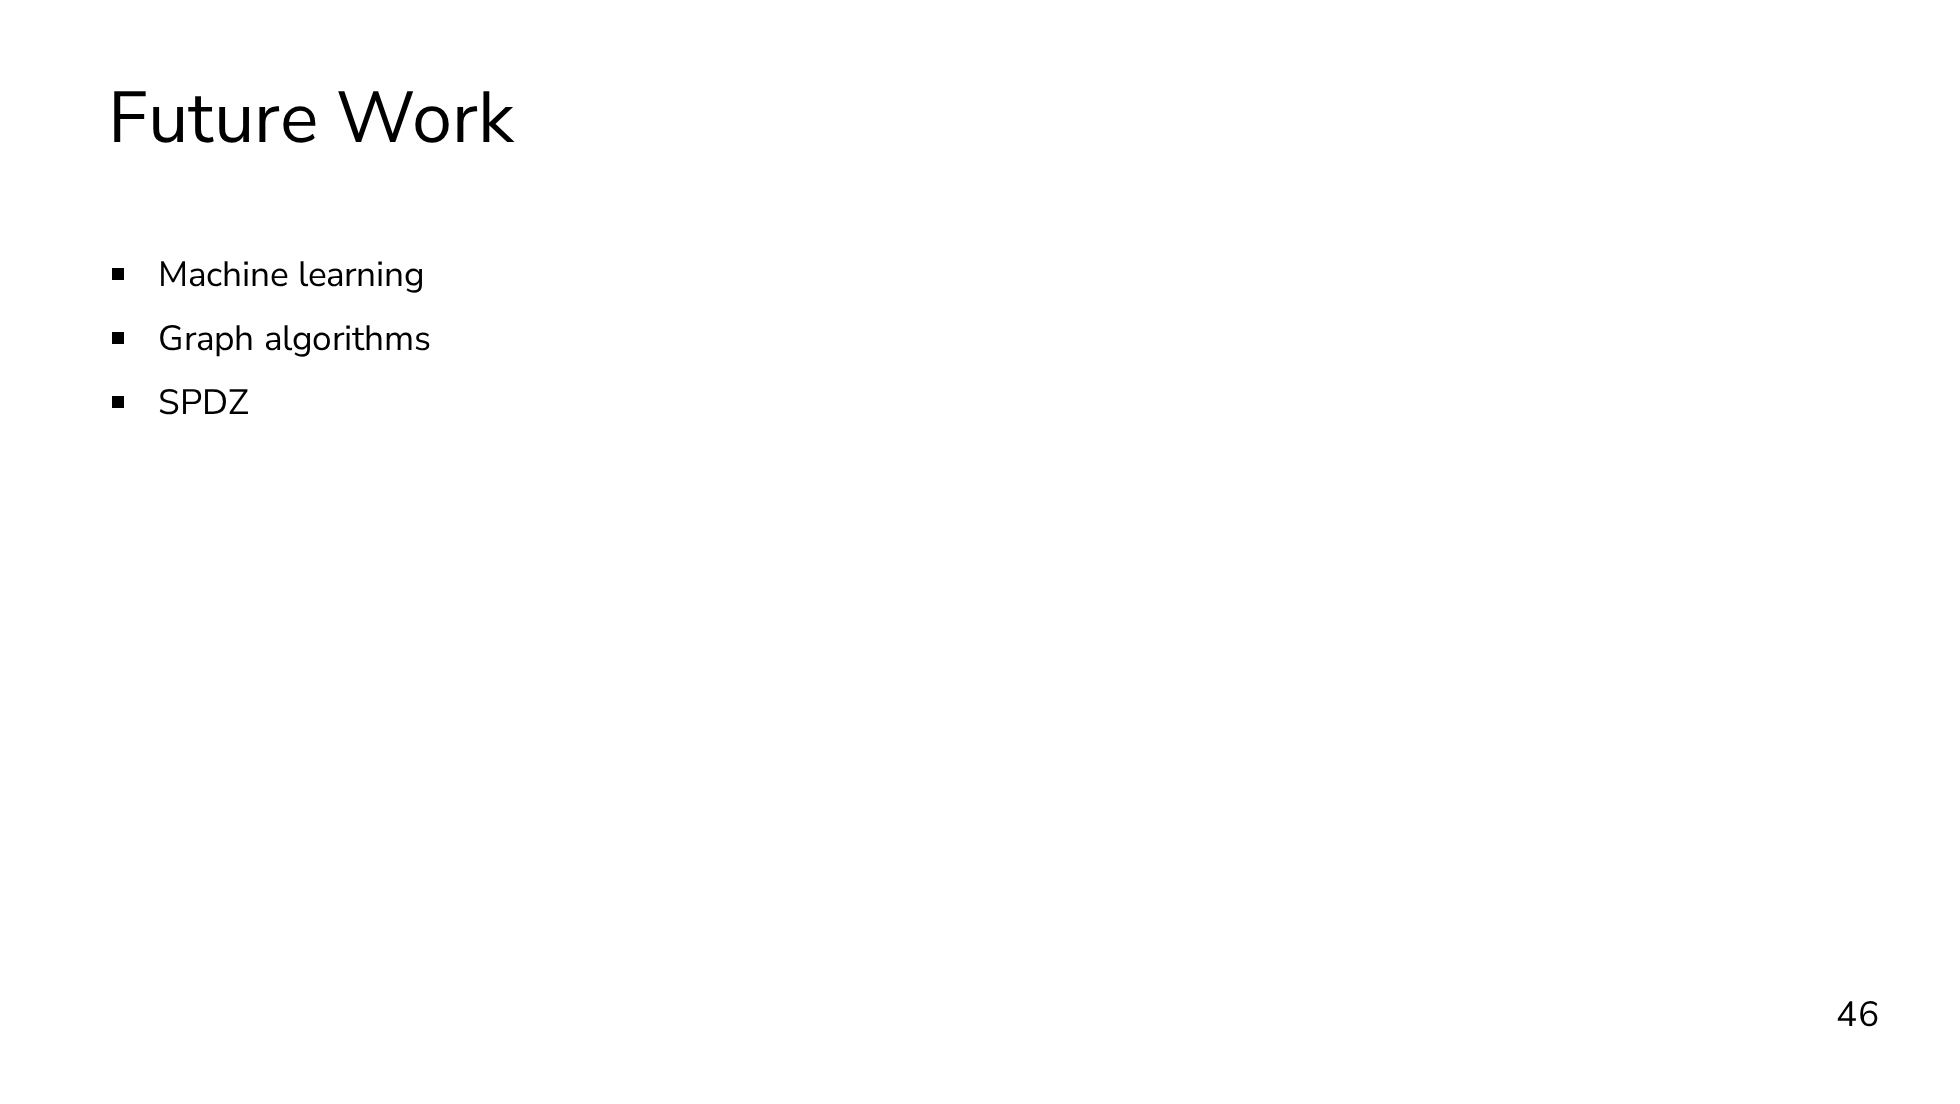 Future Work
▪ Machine learning
▪ Graph algorithms
▪ SPDZ
46